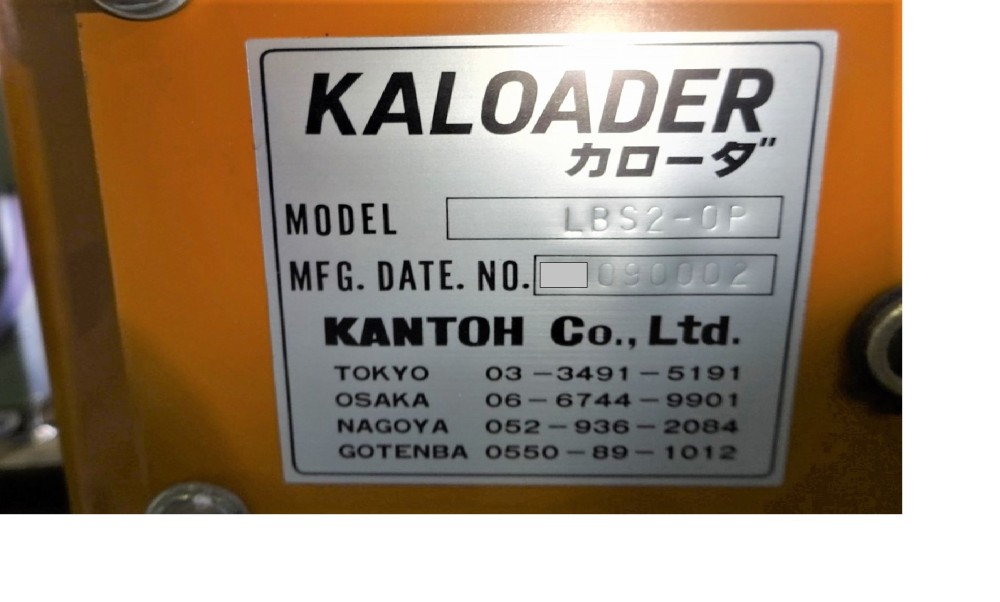 KALOADER
カローダ
MODEL LBS2-OP
MFG. DATE. NO. 090002
KANTOH Co., Ltd.
TOKYO 03-3491-5191
OSAKA 06-6744-9901
NAGOYA 052-936-2084
GOTENBA 0550-89-1012